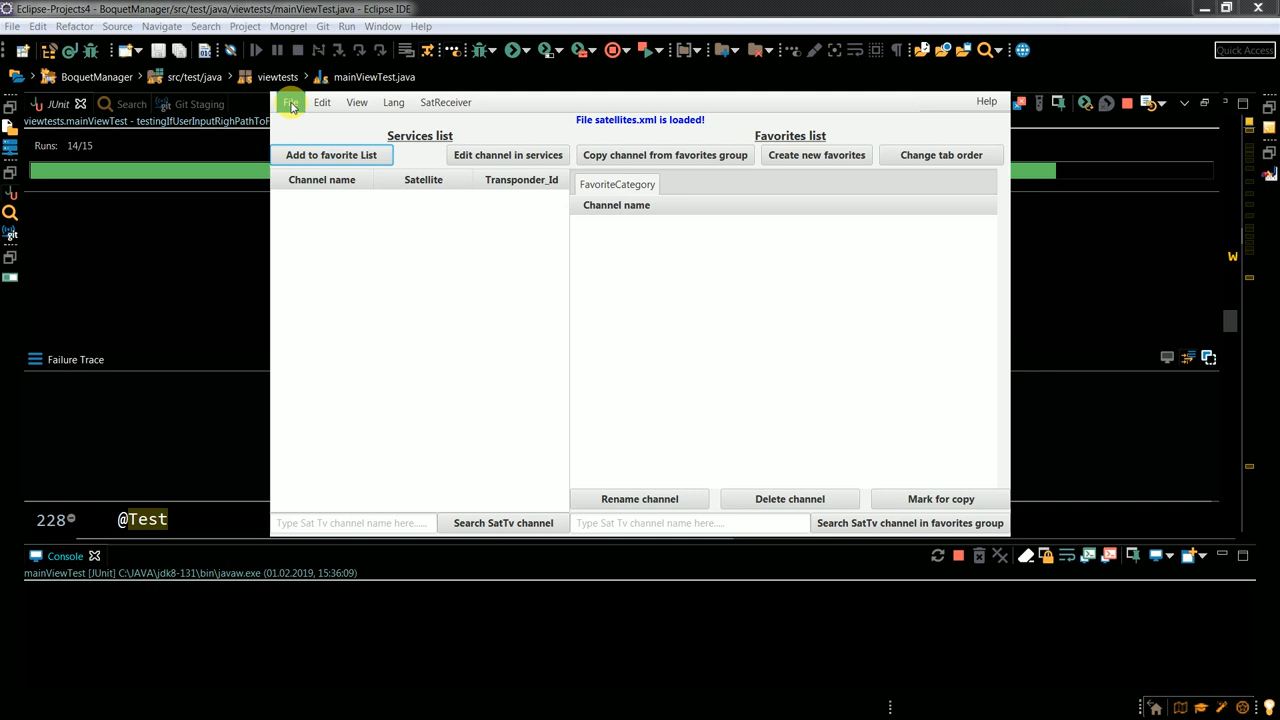 Eclipse-Projects4 - BoquetManager/src/test/java/viewtests/mainViewTest.java - Eclipse IDE
File Edit Refactor Source Navigate Search Project Mongrel Git Run Window Help
Quick Access
BoquetManager src/test/java viewtests mainViewTest.java
JUnit Search Git Staging
viewtests.mainViewTest - testingIfUserInputRighPathToF
Runs: 14/15
File Edit View Lang SatReceiver Help
File satellites.xml is loaded!
Services list Favorites list
Add to favorite List Edit channel in services Copy channel from favorites group Create new favorites Change tab order
Channel name Satellite Transponder_Id
FavoriteCategory
Channel name
W
Failure Trace
Rename channel Delete channel Mark for copy
Type Sat Tv channel name here..... Search SatTv channel Type Sat Tv channel name here..... Search SatTv channel in favorites group
228 @Test
Console
mainViewTest [JUnit] C:\JAVA\jdk8-131\bin\javaw.exe (01.02.2019, 15:36:09)